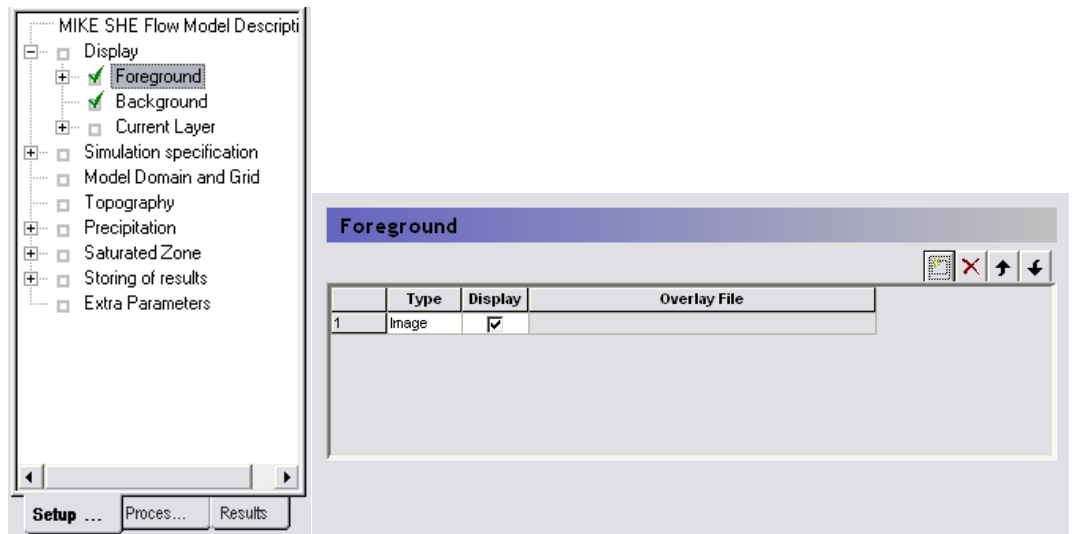 MIKE SHE Flow Model Descripti
Display
Foreground
Background
Current Layer
Simulation specification
Model Domain and Grid
Topography
Precipitation
Saturated Zone
Storing of results
Extra Parameters
Setup ...
Proces...
Results
Foreground
Type Display Overlay File
1 Image